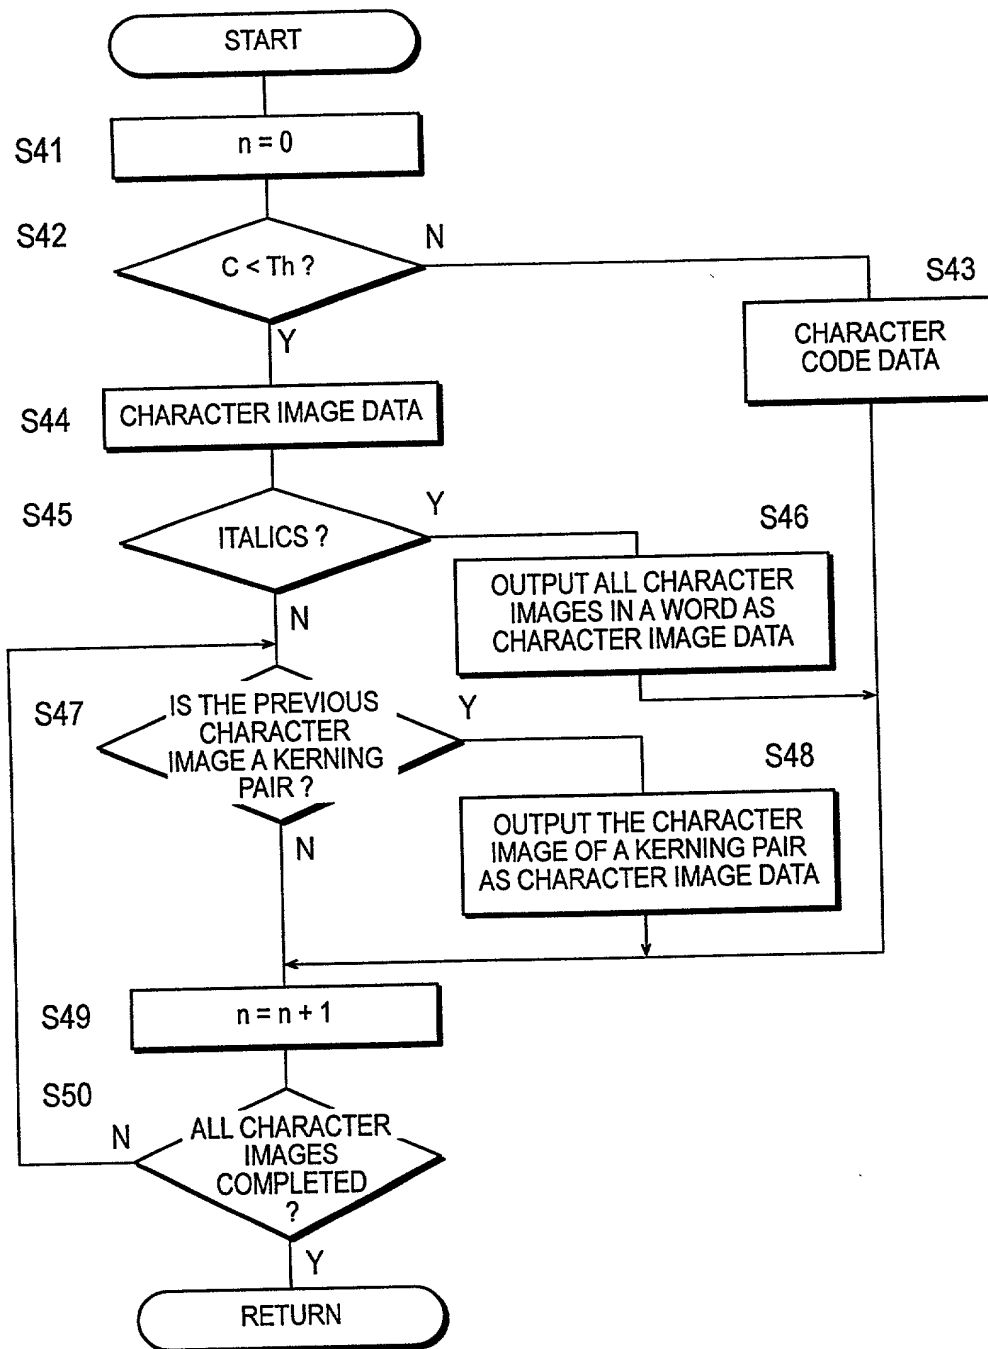 START
S41
n = 0
S42
C < Th ?
N
Y
S43
CHARACTER
CODE DATA
S44
CHARACTER IMAGE DATA
S45
ITALICS ?
Y
N
S46
OUTPUT ALL CHARACTER
IMAGES IN A WORD AS
CHARACTER IMAGE DATA
S47
IS THE PREVIOUS
CHARACTER
IMAGE A KERNING
PAIR ?
Y
N
S48
OUTPUT THE CHARACTER
IMAGE OF A KERNING PAIR
AS CHARACTER IMAGE DATA
S49
n = n + 1
S50
N
ALL CHARACTER
IMAGES
COMPLETED
?
Y
RETURN